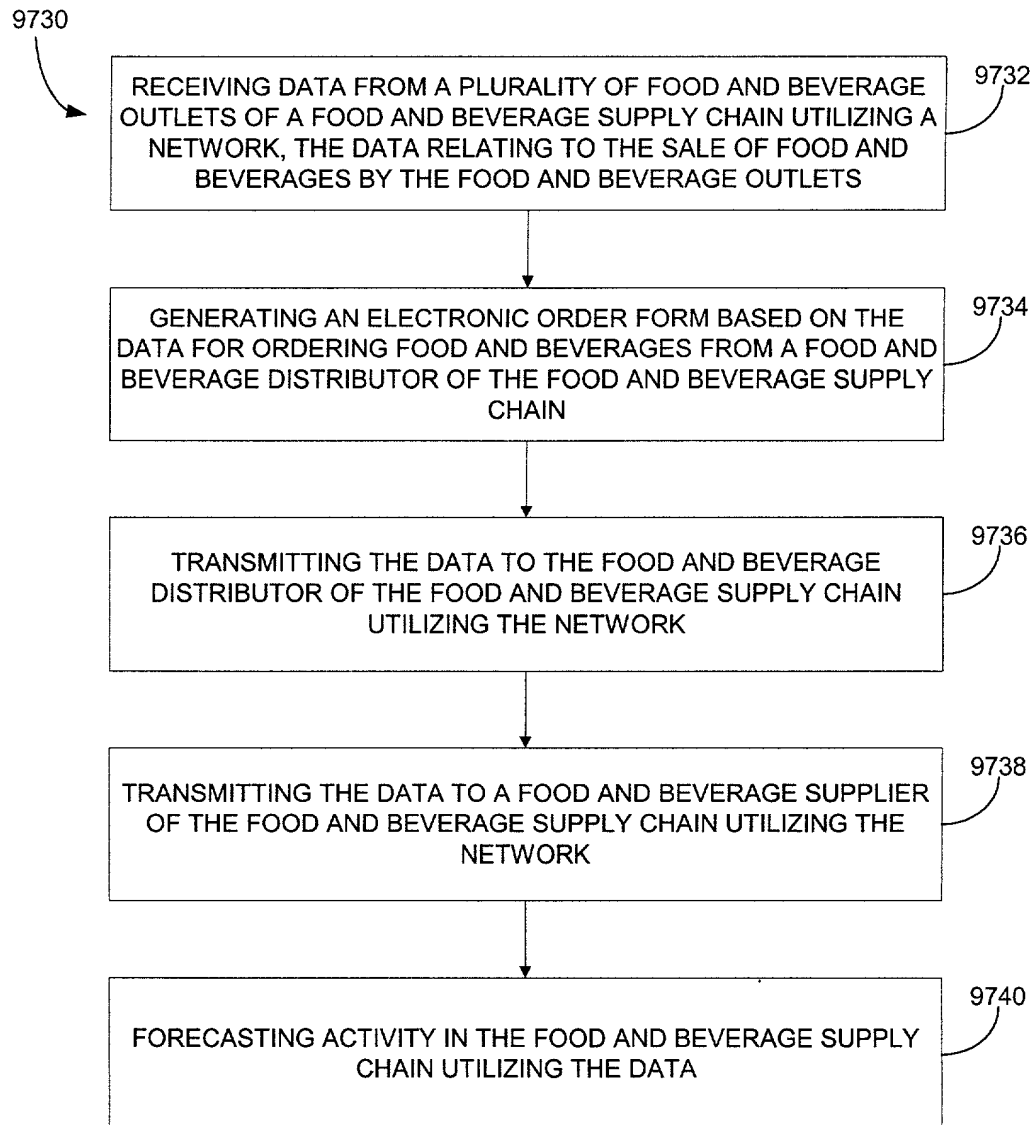 9730
RECEIVING DATA FROM A PLURALITY OF FOOD AND BEVERAGE
OUTLETS OF A FOOD AND BEVERAGE SUPPLY CHAIN UTILIZING A
NETWORK, THE DATA RELATING TO THE SALE OF FOOD AND
BEVERAGES BY THE FOOD AND BEVERAGE OUTLETS
9732
GENERATING AN ELECTRONIC ORDER FORM BASED ON THE
DATA FOR ORDERING FOOD AND BEVERAGES FROM A FOOD AND
BEVERAGE DISTRIBUTOR OF THE FOOD AND BEVERAGE SUPPLY
CHAIN
9734
TRANSMITTING THE DATA TO THE FOOD AND BEVERAGE
DISTRIBUTOR OF THE FOOD AND BEVERAGE SUPPLY CHAIN
UTILIZING THE NETWORK
9736
TRANSMITTING THE DATA TO A FOOD AND BEVERAGE SUPPLIER
OF THE FOOD AND BEVERAGE SUPPLY CHAIN UTILIZING THE
NETWORK
9738
FORECASTING ACTIVITY IN THE FOOD AND BEVERAGE SUPPLY
CHAIN UTILIZING THE DATA
9740